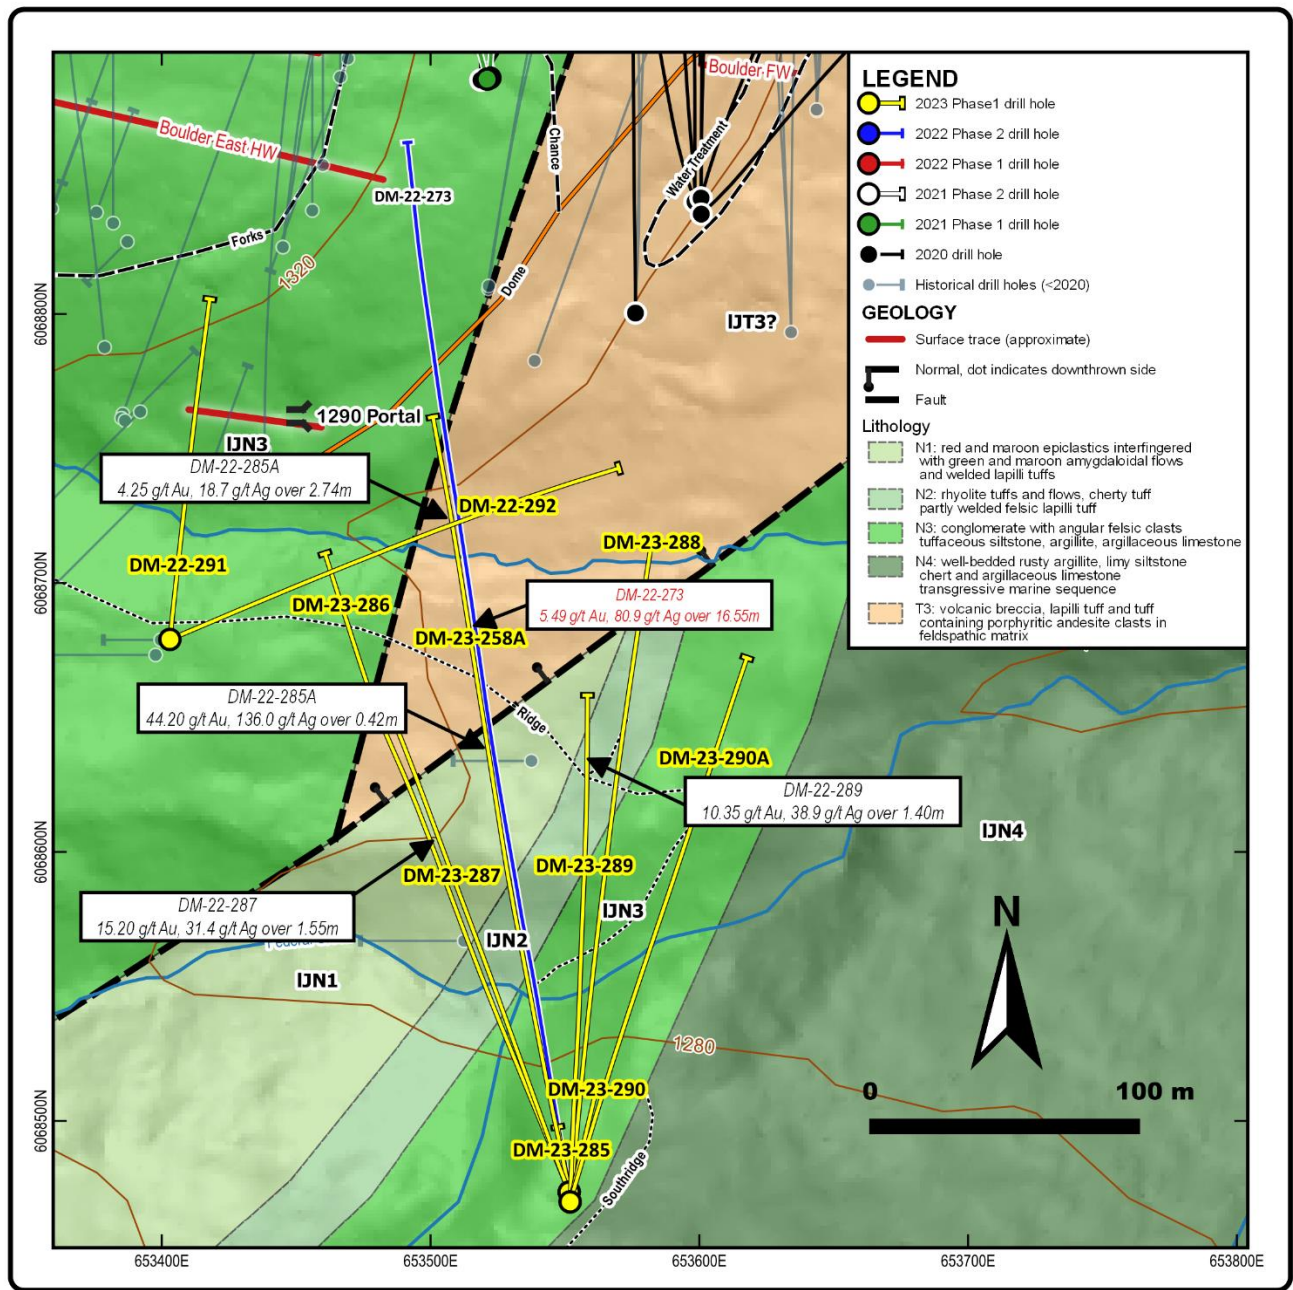 LEGEND
2023 Phase1 drill hole
2022 Phase 2 drill hole
2022 Phase 1 drill hole
2021 Phase 2 drill hole
2021 Phase 1 drill hole
2020 drill hole
Historical drill holes (<2020)
GEOLOGY
Surface trace (approximate)
Normal, dot indicates downthrown side
Fault
Lithology
N1: red and maroon epiclastics interfingered
with green and maroon amygdaloidal flows
and welded lapilli tuffs
N2: rhyolite tuffs and flows, cherty tuff
partly welded felsic lapilli tuff
N3: conglomerate with angular felsic clasts
tuffaceous siltstone, argillite, argillaceous limestone
N4: well-bedded rusty argillite, limy siltstone
chert and argillaceous limestone
transgressive marine sequence
T3: volcanic breccia, lapilli tuff and tuff
containing porphyritic andesite clasts in
feldspathic matrix
Boulder FW
Boulder East HW
Chance
Water Treatment
DM-22-273
Forks
1320
Dome
6068800N
IJT3?
1290 Portal
IJN3
DM-22-285A
4.25 g/t Au, 18.7 g/t Ag over 2.74m
DM-22-292
DM-23-288
DM-22-291
6068700N
DM-23-286
DM-22-273
5.49 g/t Au, 80.9 g/t Ag over 16.55m
DM-23-258A
DM-22-285A
44.20 g/t Au, 136.0 g/t Ag over 0.42m
Ridge
DM-23-290A
DM-22-289
10.35 g/t Au, 38.9 g/t Ag over 1.40m
IJN4
6068600N
DM-23-289
DM-23-287
DM-22-287
15.20 g/t Au, 31.4 g/t Ag over 1.55m
IJN3
IJN2
IJN1
N
1280
0 100 m
DM-23-290
6068500N
DM-23-285
Southridge
653400E 653500E 653600E 653700E 653800E